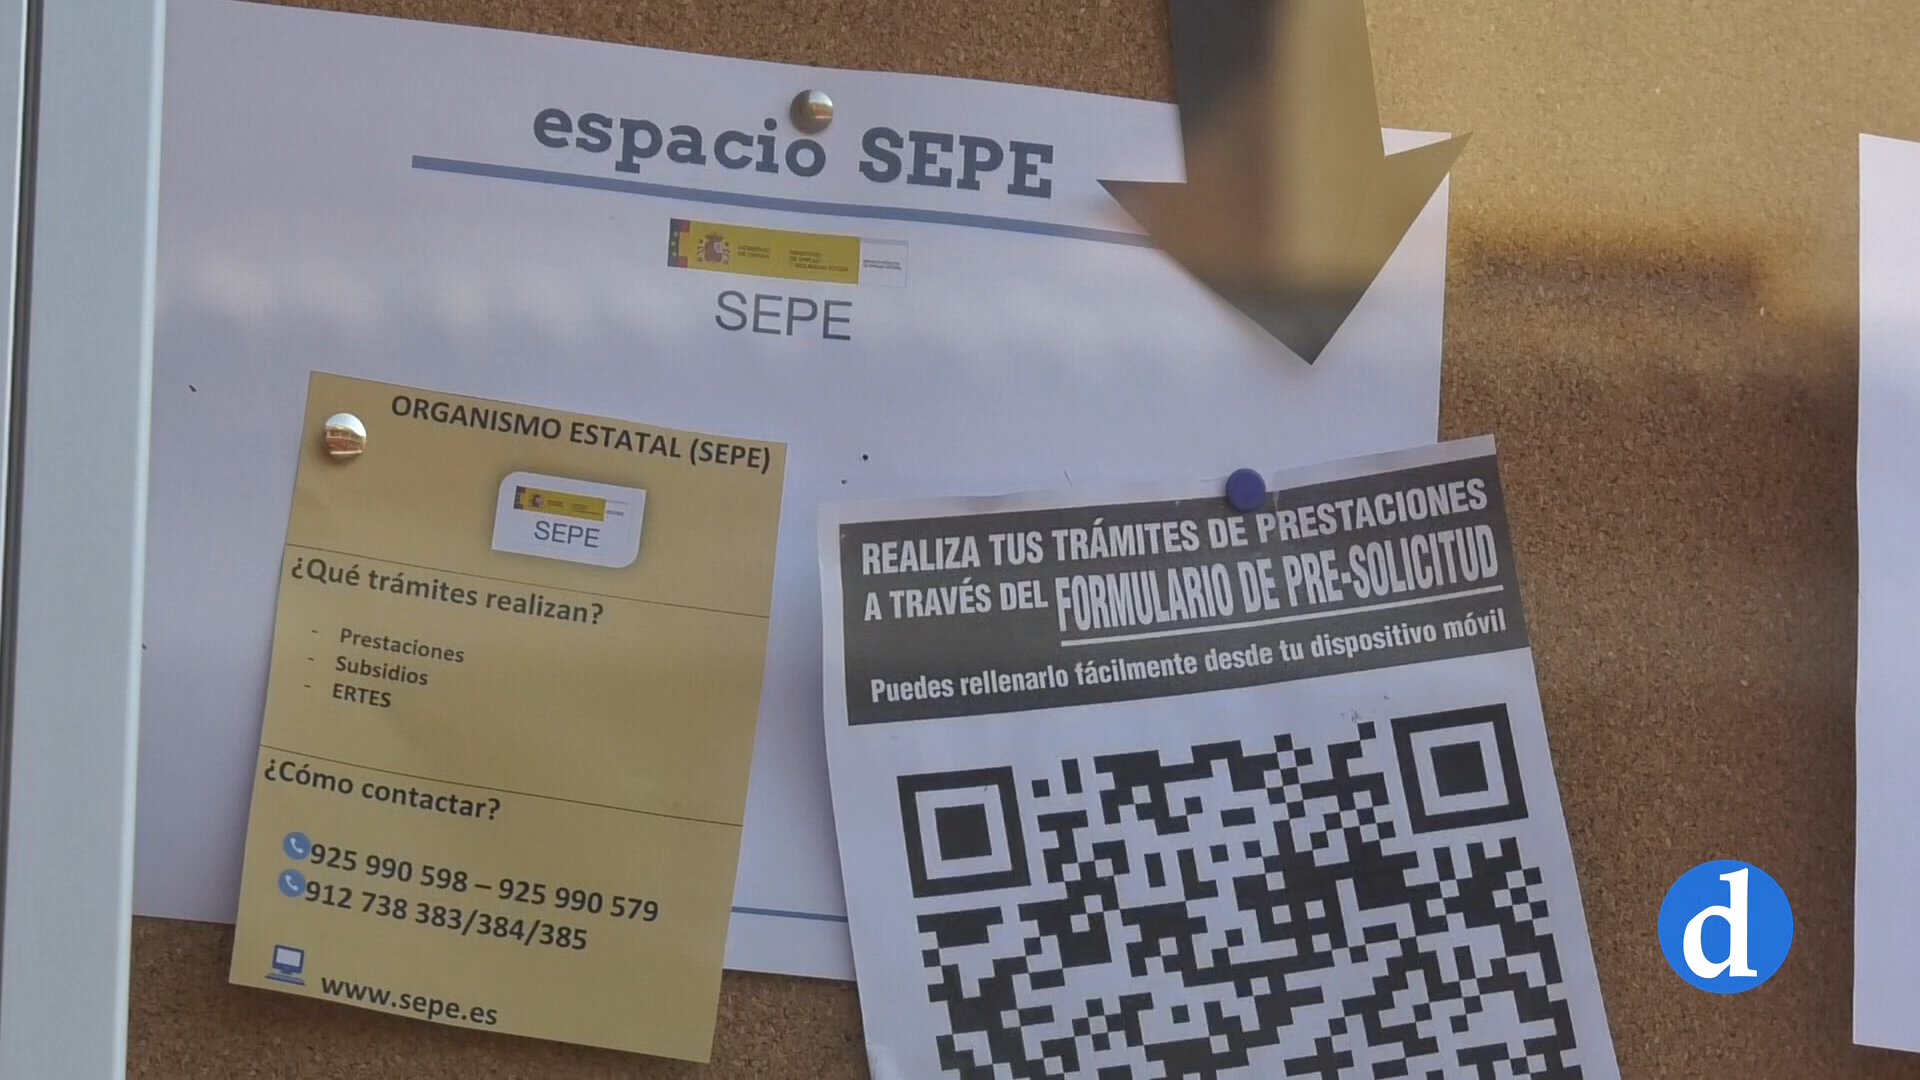 espacio SEPE
SEPE
ORGANISMO ESTATAL (SEPE)
SEPE
¿Qué trámites realizan?
- Prestaciones
- Subsidios
- ERTES
¿Cómo contactar?
925 990 598 – 925 990 579
912 738 383/384/385
www.sepe.es
REALIZA TUS TRÁMITES DE PRESTACIONES
A TRAVÉS DEL FORMULARIO DE PRE-SOLICITUD
Puedes rellenarlo fácilmente desde tu dispositivo móvil
d